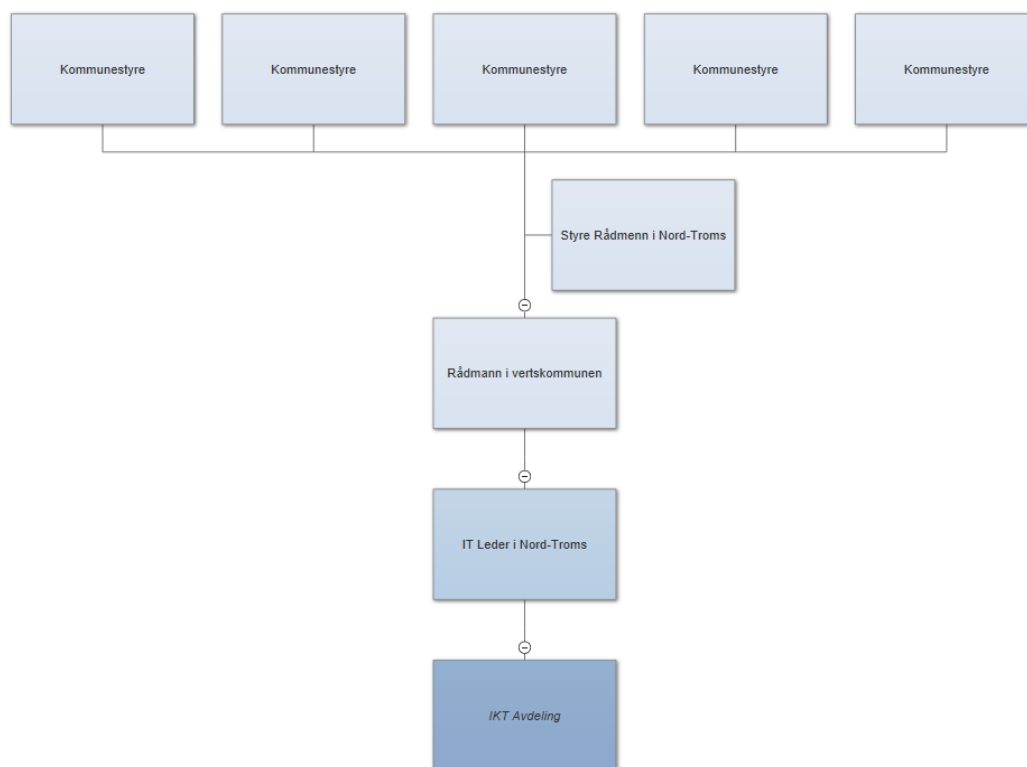 Kommunestyre
Kommunestyre
Kommunestyre
Kommunestyre
Kommunestyre
Styre Rådmenn i Nord-Troms
Rådmann i vertskommunen
IT Leder i Nord-Troms
IKT Avdeling